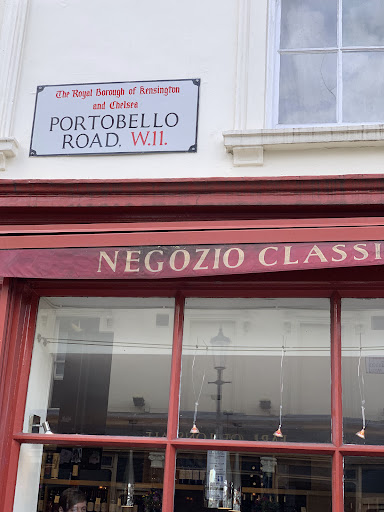 The Royal Borough of Kensington
and Chelsea
PORTOBELLO
ROAD, W.11.
NEGOZIO CLASSI